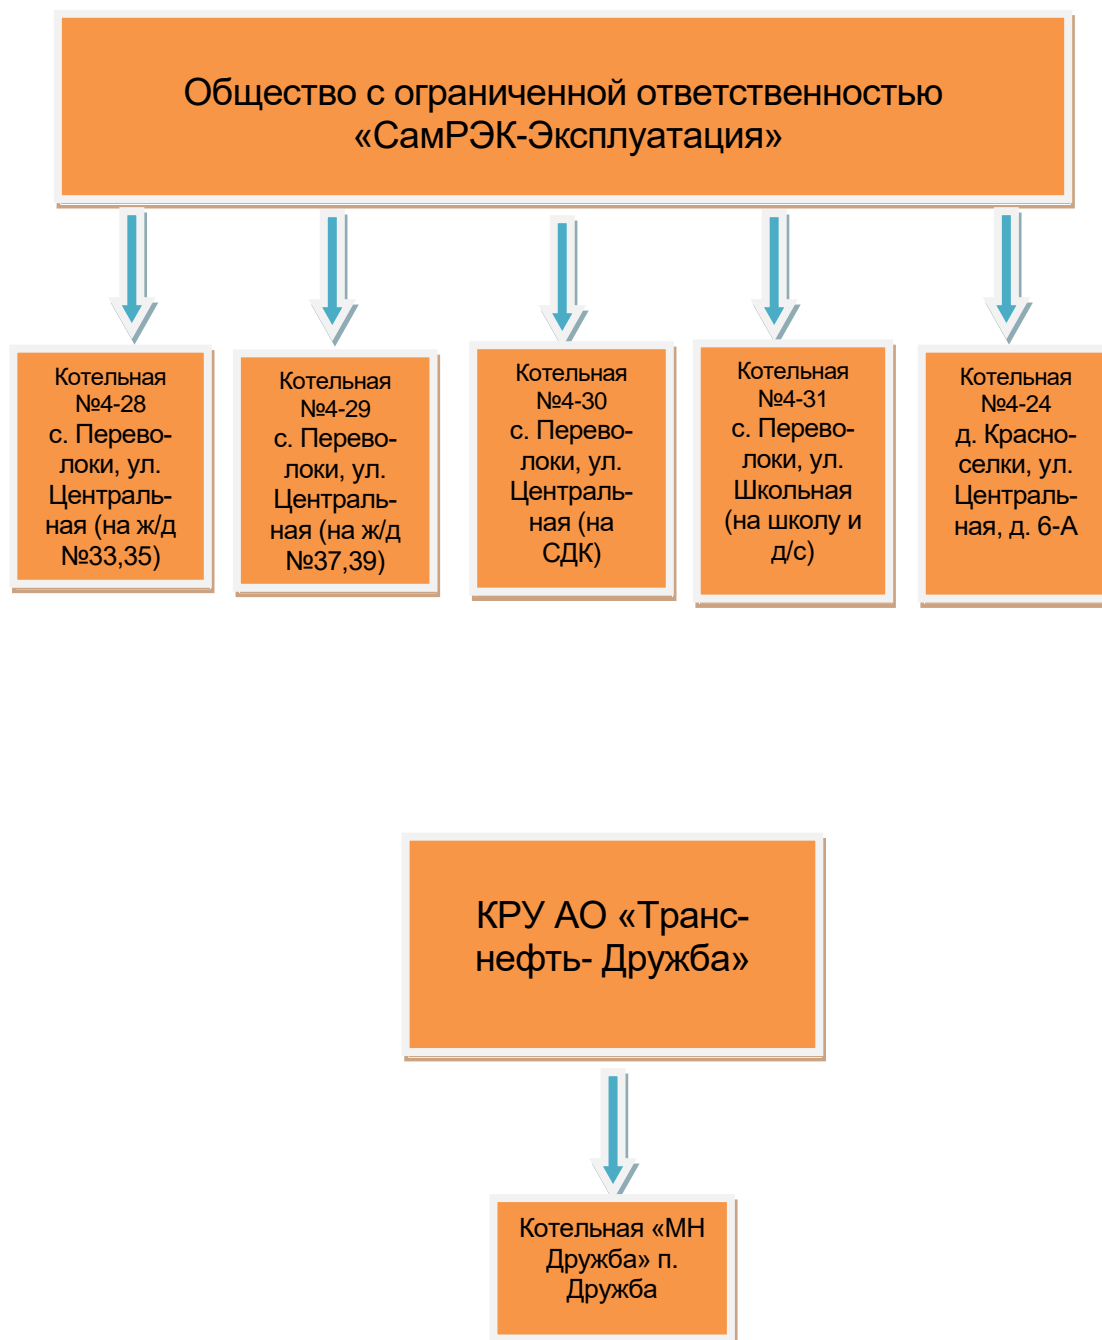 Общество с ограниченной ответственностью
«СамРЭК-Эксплуатация»
Котельная
№4-28
с. Перево-
локи, ул.
Централь-
ная (на ж/д
№33,35)
Котельная
№4-29
с. Перево-
локи, ул.
Централь-
ная (на ж/д
№37,39)
Котельная
№4-30
с. Перево-
локи, ул.
Централь-
ная (на
СДК)
Котельная
№4-31
с. Перево-
локи, ул.
Школьная
(на школу и
д/с)
Котельная
№4-24
д. Красно-
селки, ул.
Централь-
ная, д. 6-А
КРУ АО «Транс-
нефть- Дружба»
Котельная «МН
Дружба» п.
Дружба